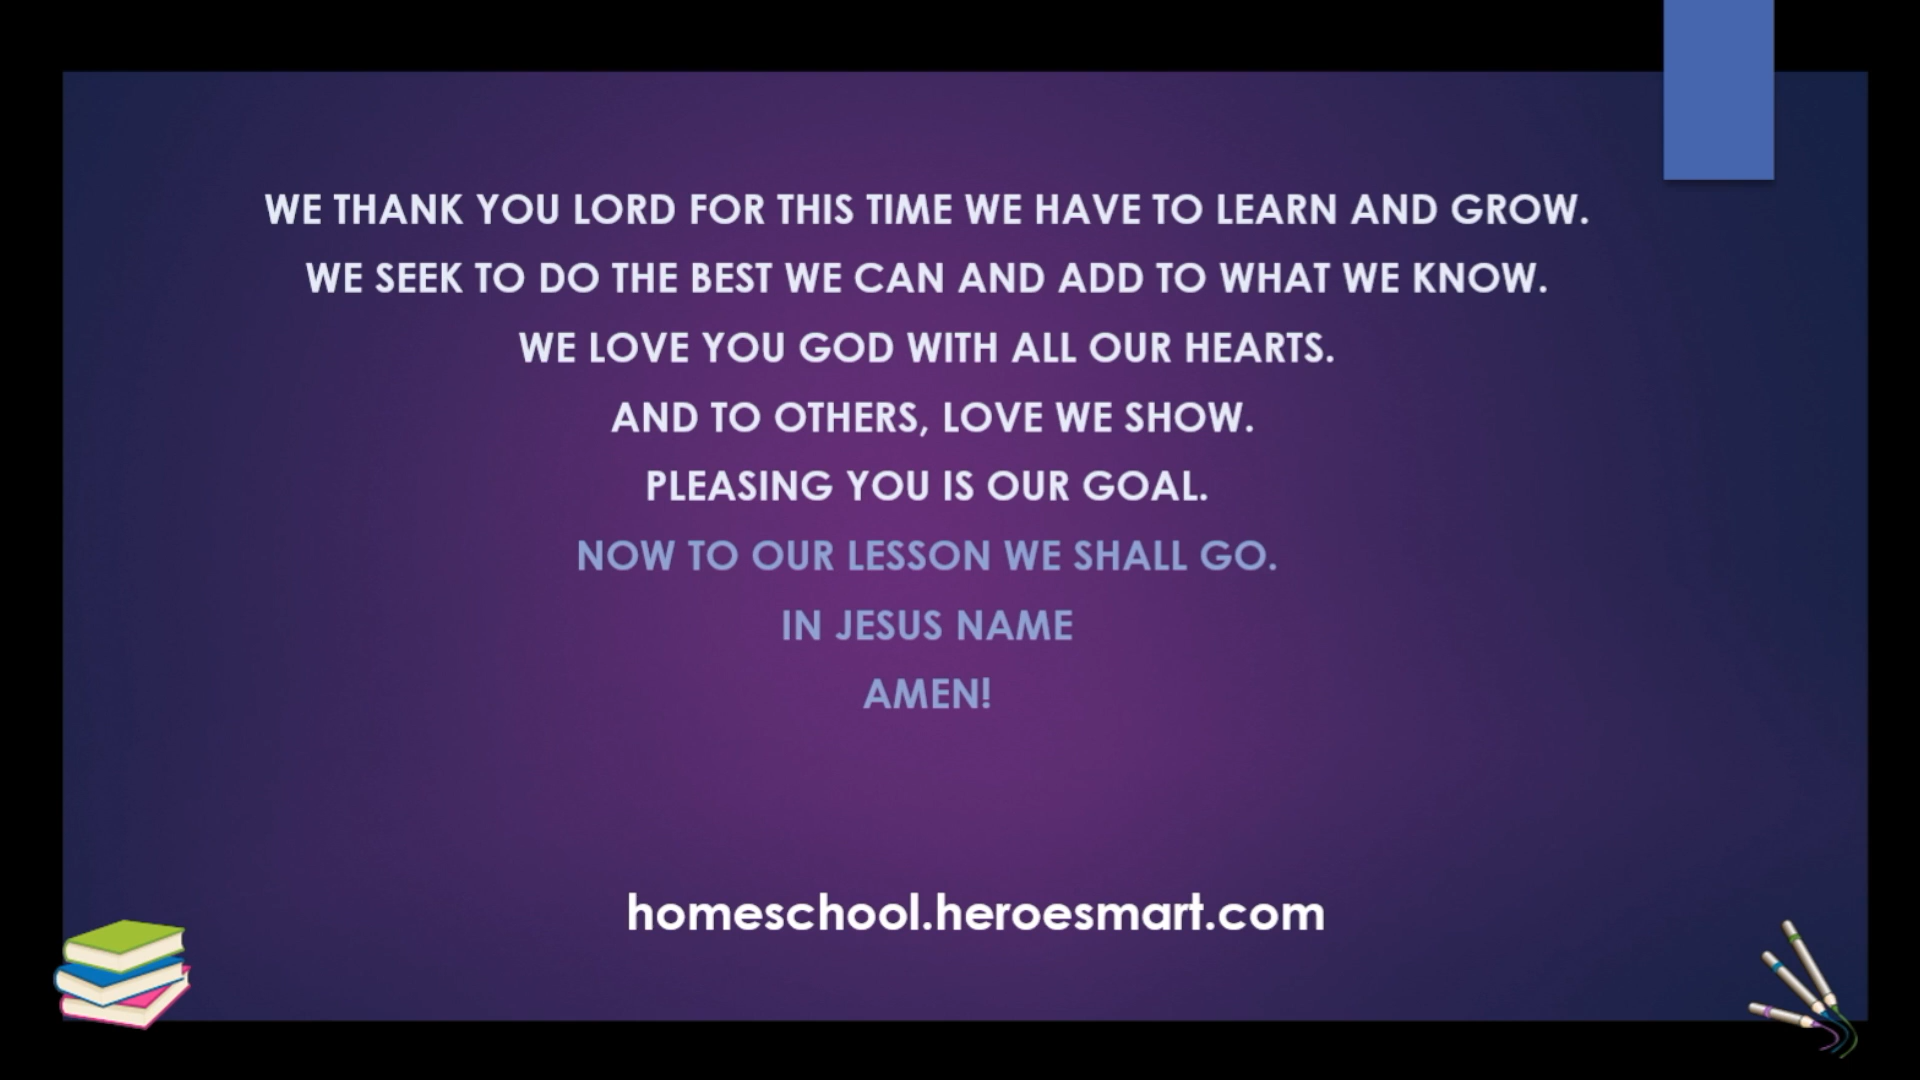 WE THANK YOU LORD FOR THIS TIME WE HAVE TO LEARN AND GROW.
WE SEEK TO DO THE BEST WE CAN AND ADD TO WHAT WE KNOW.
WE LOVE YOU GOD WITH ALL OUR HEARTS.
AND TO OTHERS, LOVE WE SHOW.
PLEASING YOU IS OUR GOAL.
NOW TO OUR LESSON WE SHALL GO.
IN JESUS NAME
AMEN!
homeschool.heroesmart.com